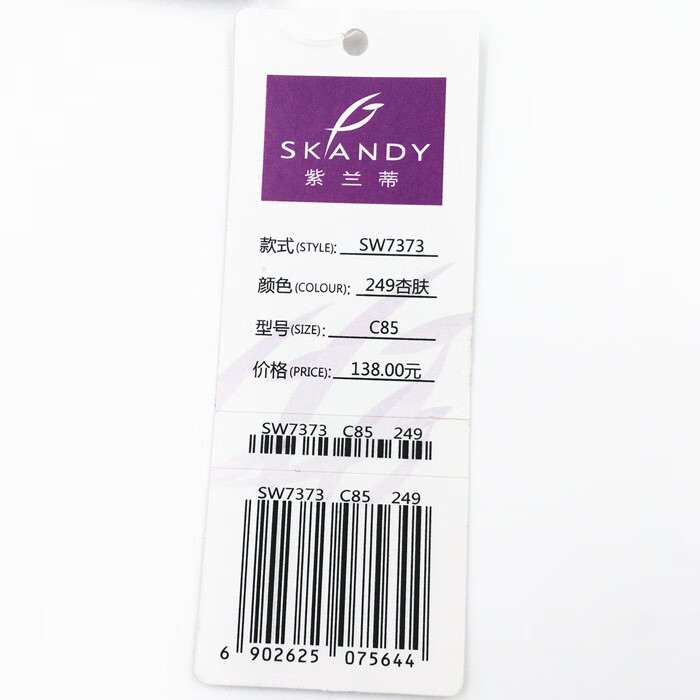 SKANDY
紫兰蒂
款式(STYLE): SW7373
颜色(COLOUR): 249杏肤
型号(SIZE): C85
价格(PRICE): 138.00元
SW7373 C85 249
SW7373 C85 249
6 902625 075644